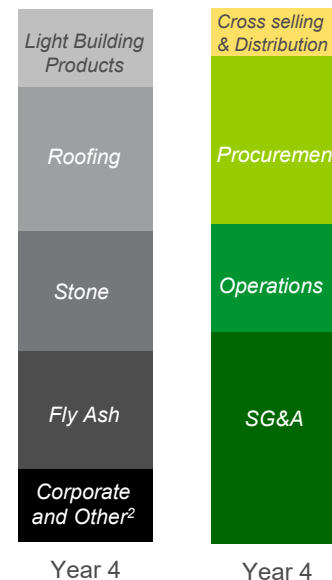 Light Building
Products
Roofing
Stone
Fly Ash
Corporate
and Other²
Year 4
Cross selling
& Distribution
Procuremen
Operations
SG&A
Year 4